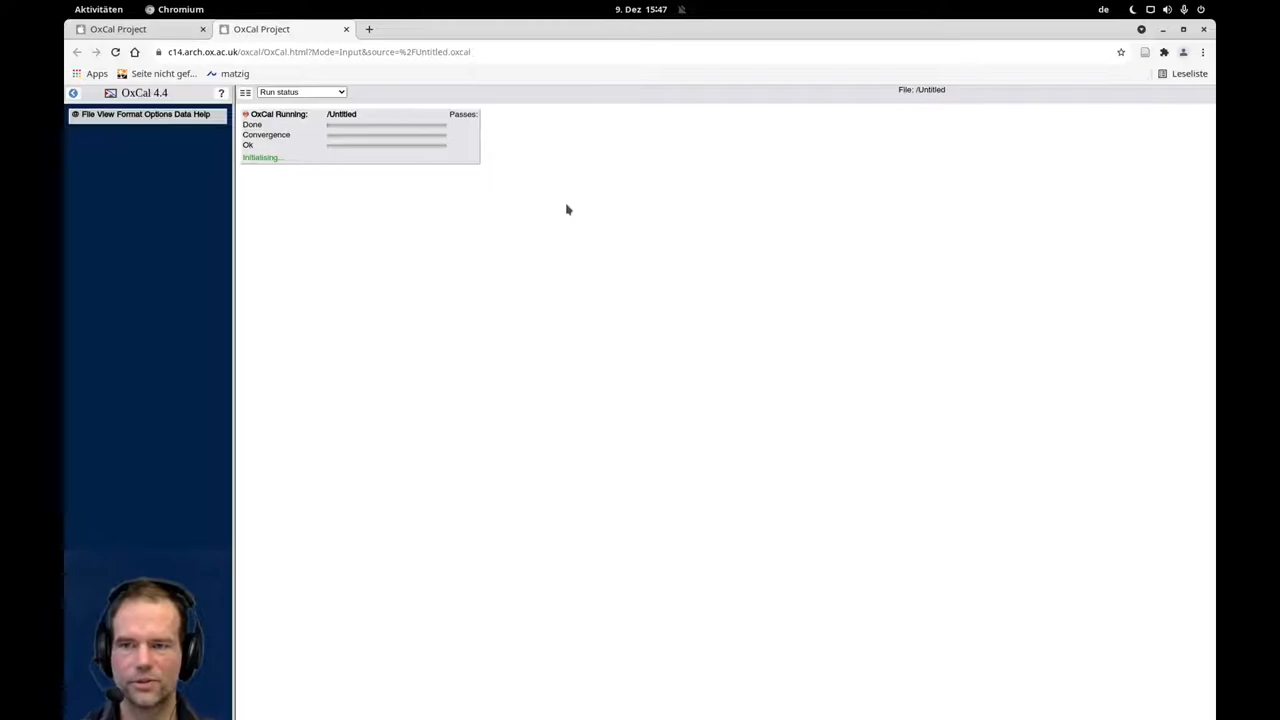 Aktivitäten Chromium 9. Dez 15:47 de
OxCal Project OxCal Project
c14.arch.ox.ac.uk/oxcal/OxCal.html?Mode=Input&source=%2FUntitled.oxcal
Apps Seite nicht gef... matzig Leseliste
OxCal 4.4 ? Run status File: /Untitled
@ File View Format Options Data Help
OxCal Running: /Untitled Passes:
Done
Convergence
Ok
Initialising...